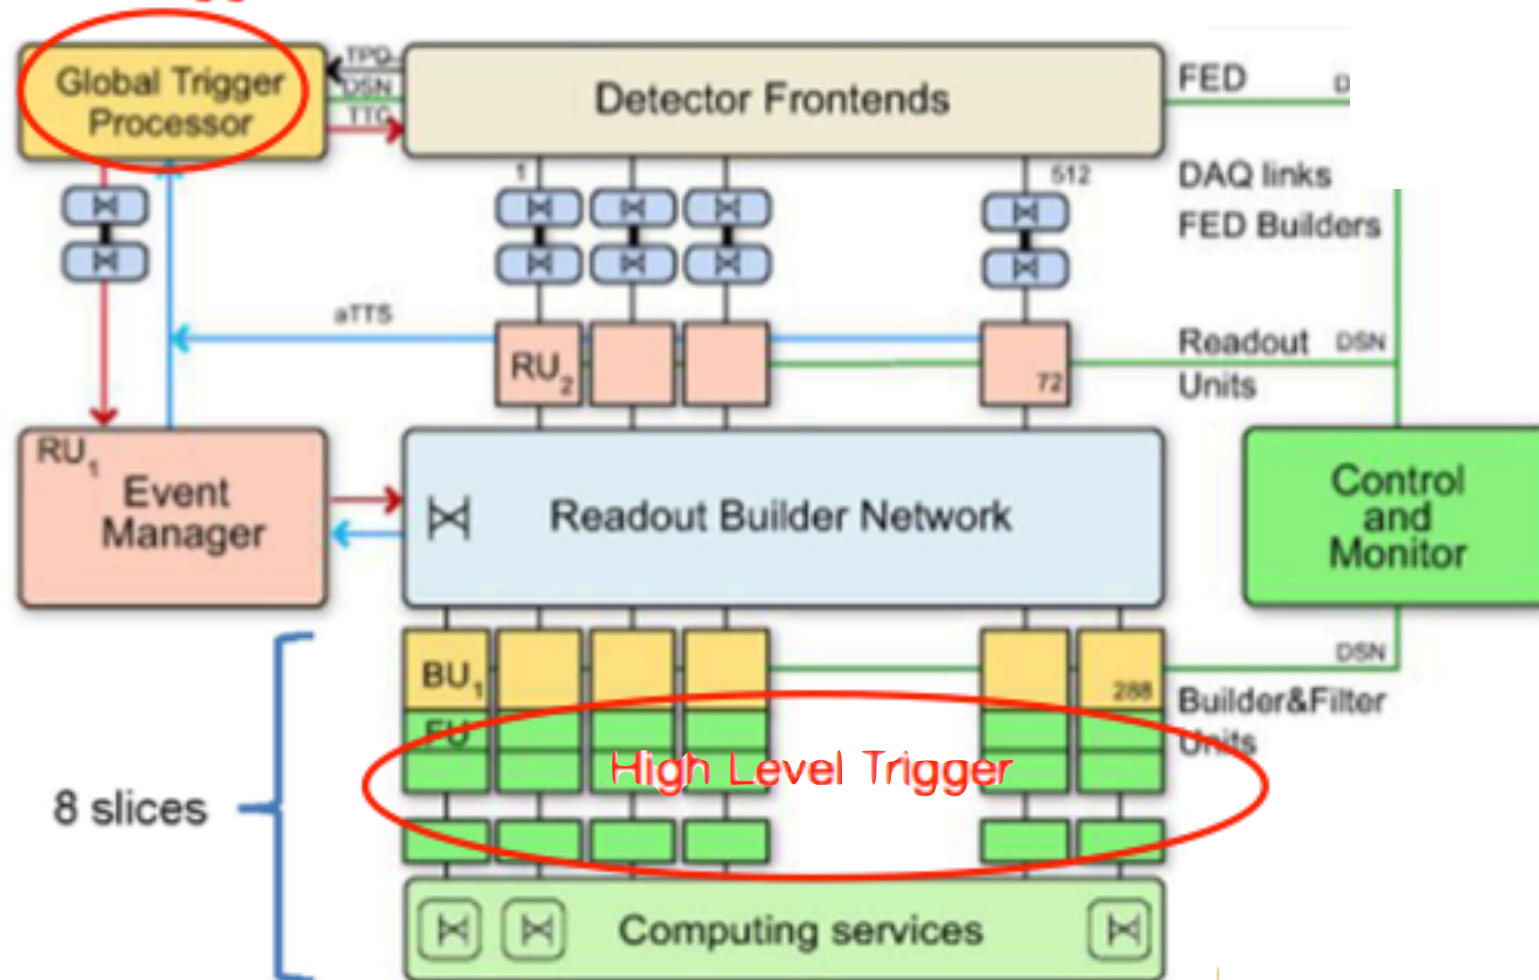 Global Trigger
Processor
TPD
DSN
TTC
Detector Frontends
FED
1
512
DAQ links
FED Builders
aTTS
RU2
72
Readout
Units
DSN
RU1
Event
Manager
Readout Builder Network
Control
and
Monitor
DSN
BU1
288
Builder&Filter
Units
FU
High Level Trigger
8 slices
Computing services